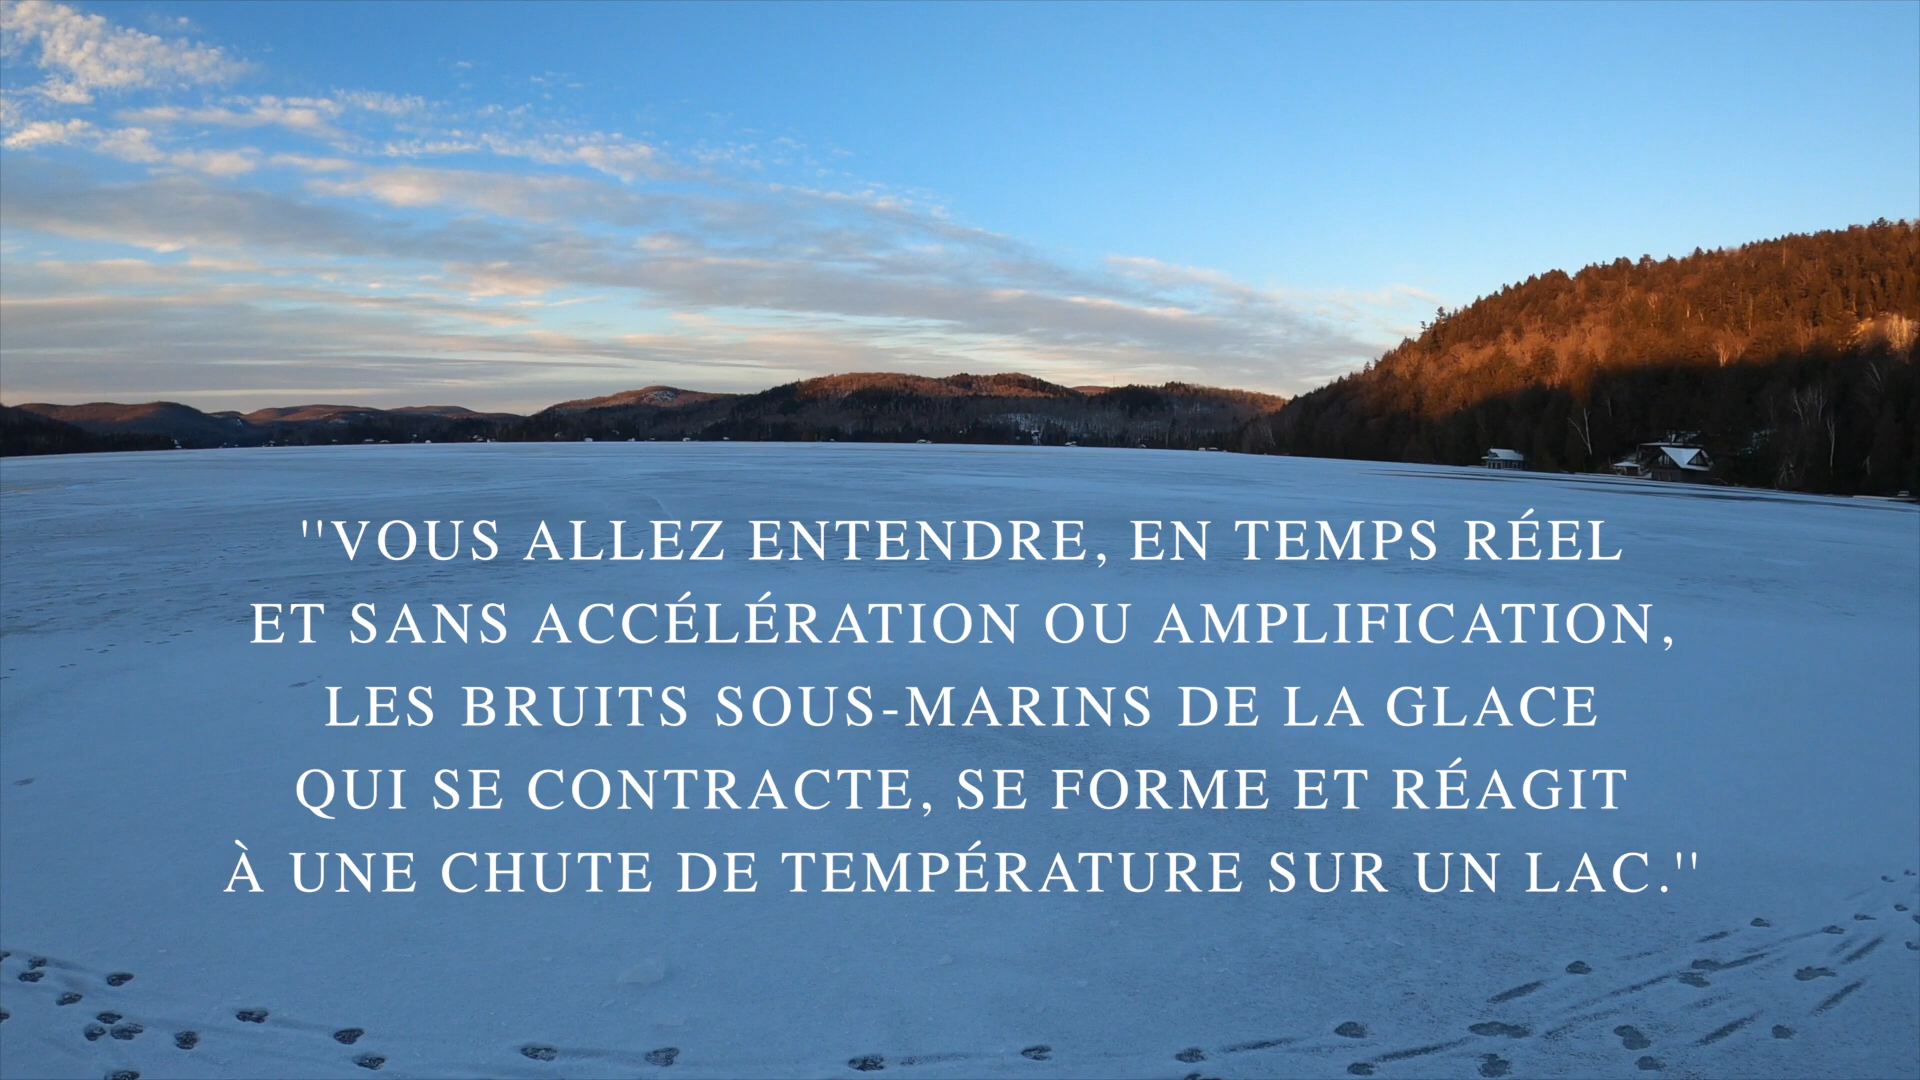 "VOUS ALLEZ ENTENDRE, EN TEMPS RÉEL
ET SANS ACCÉLÉRATION OU AMPLIFICATION,
LES BRUITS SOUS-MARINS DE LA GLACE
QUI SE CONTRACTE, SE FORME ET RÉAGIT
À UNE CHUTE DE TEMPÉRATURE SUR UN LAC."